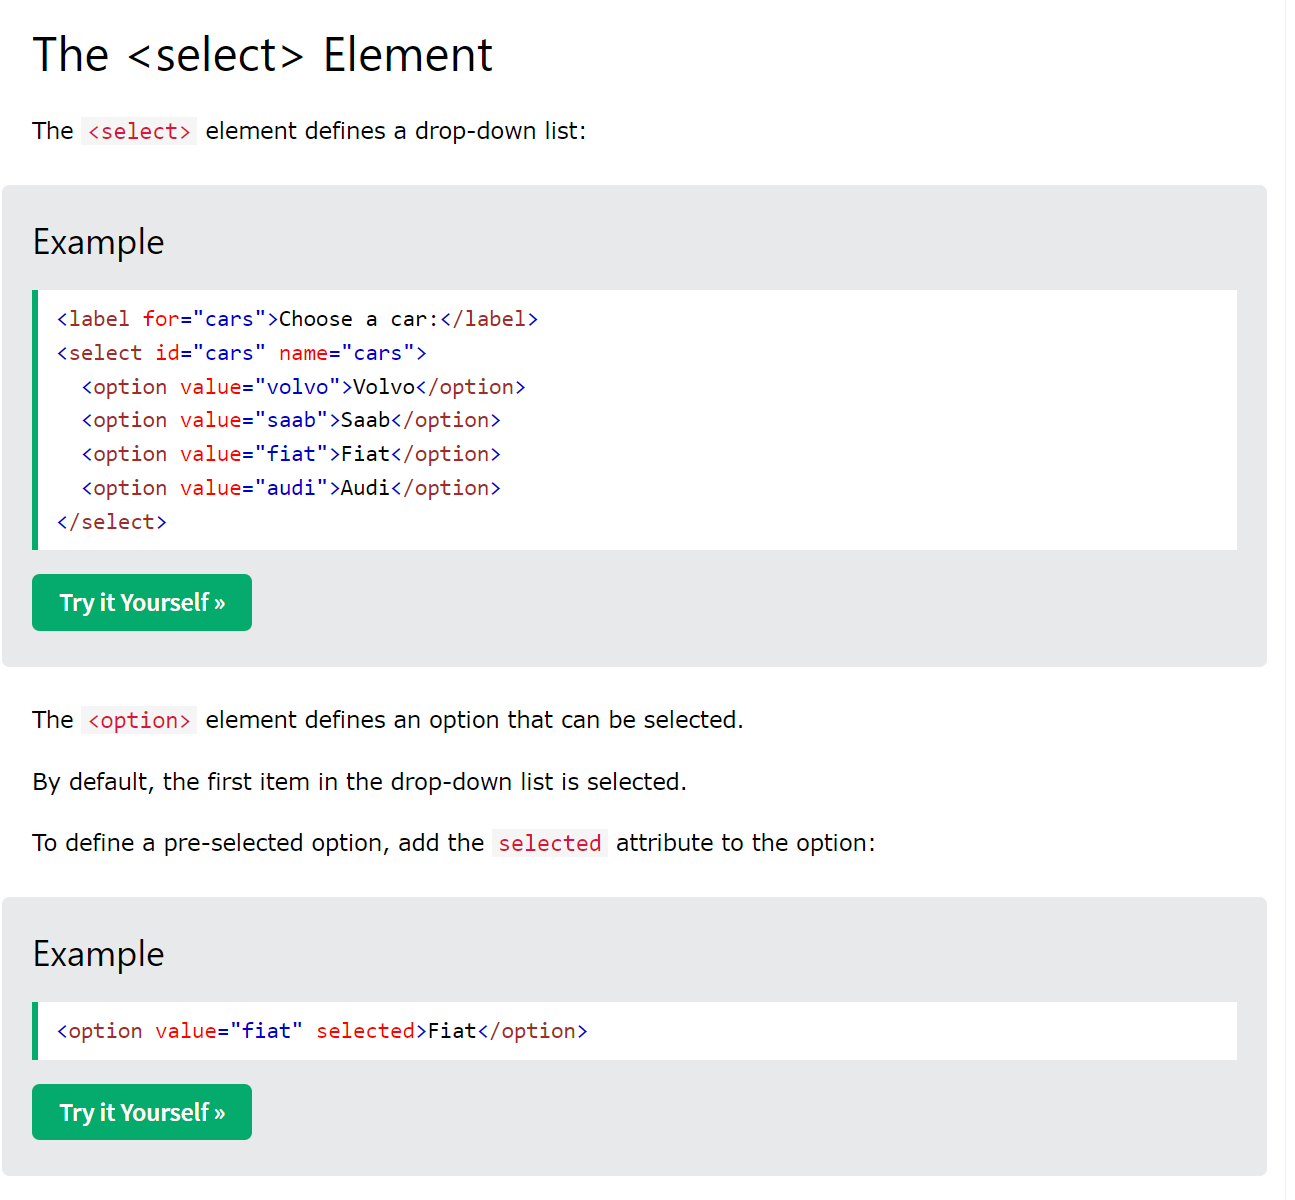 The <select> Element
The <select> element defines a drop-down list:
Example
<label for="cars">Choose a car:</label>
<select id="cars" name="cars">
  <option value="volvo">Volvo</option>
  <option value="saab">Saab</option>
  <option value="fiat">Fiat</option>
  <option value="audi">Audi</option>
</select>
Try it Yourself »
The <option> element defines an option that can be selected.
By default, the first item in the drop-down list is selected.
To define a pre-selected option, add the selected attribute to the option:
Example
<option value="fiat" selected>Fiat</option>
Try it Yourself »